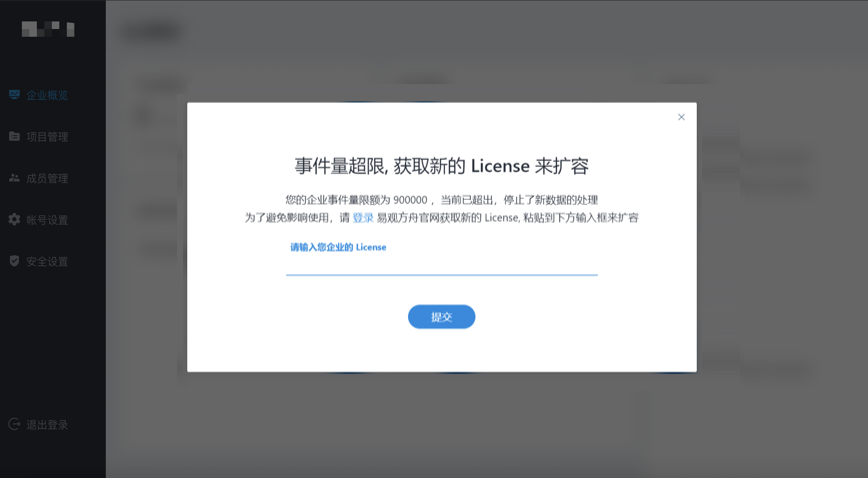 企业概览
项目管理
成员管理
帐号设置
安全设置
退出登录
事件量超限, 获取新的 License 来扩容
您的企业事件量限额为 900000 ，当前已超出，停止了新数据的处理
为了避免影响使用，请 登录 易观方舟官网获取新的 License, 粘贴到下方输入框来扩容
请输入您企业的 License
提交